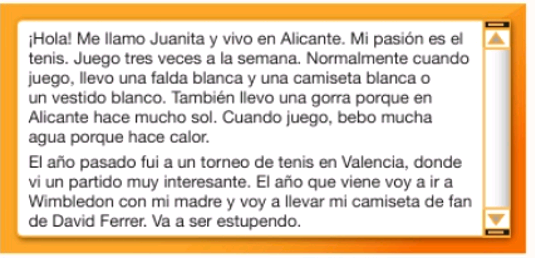 ¡Hola! Me llamo Juanita y vivo en Alicante. Mi pasión es el
tenis. Juego tres veces a la semana. Normalmente cuando
juego, llevo una falda blanca y una camiseta blanca o
un vestido blanco. También llevo una gorra porque en
Alicante hace mucho sol. Cuando juego, bebo mucha
agua porque hace calor.
El año pasado fui a un torneo de tenis en Valencia, donde
vi un partido muy interesante. El año que viene voy a ir a
Wimbledon con mi madre y voy a llevar mi camiseta de fan
de David Ferrer. Va a ser estupendo.